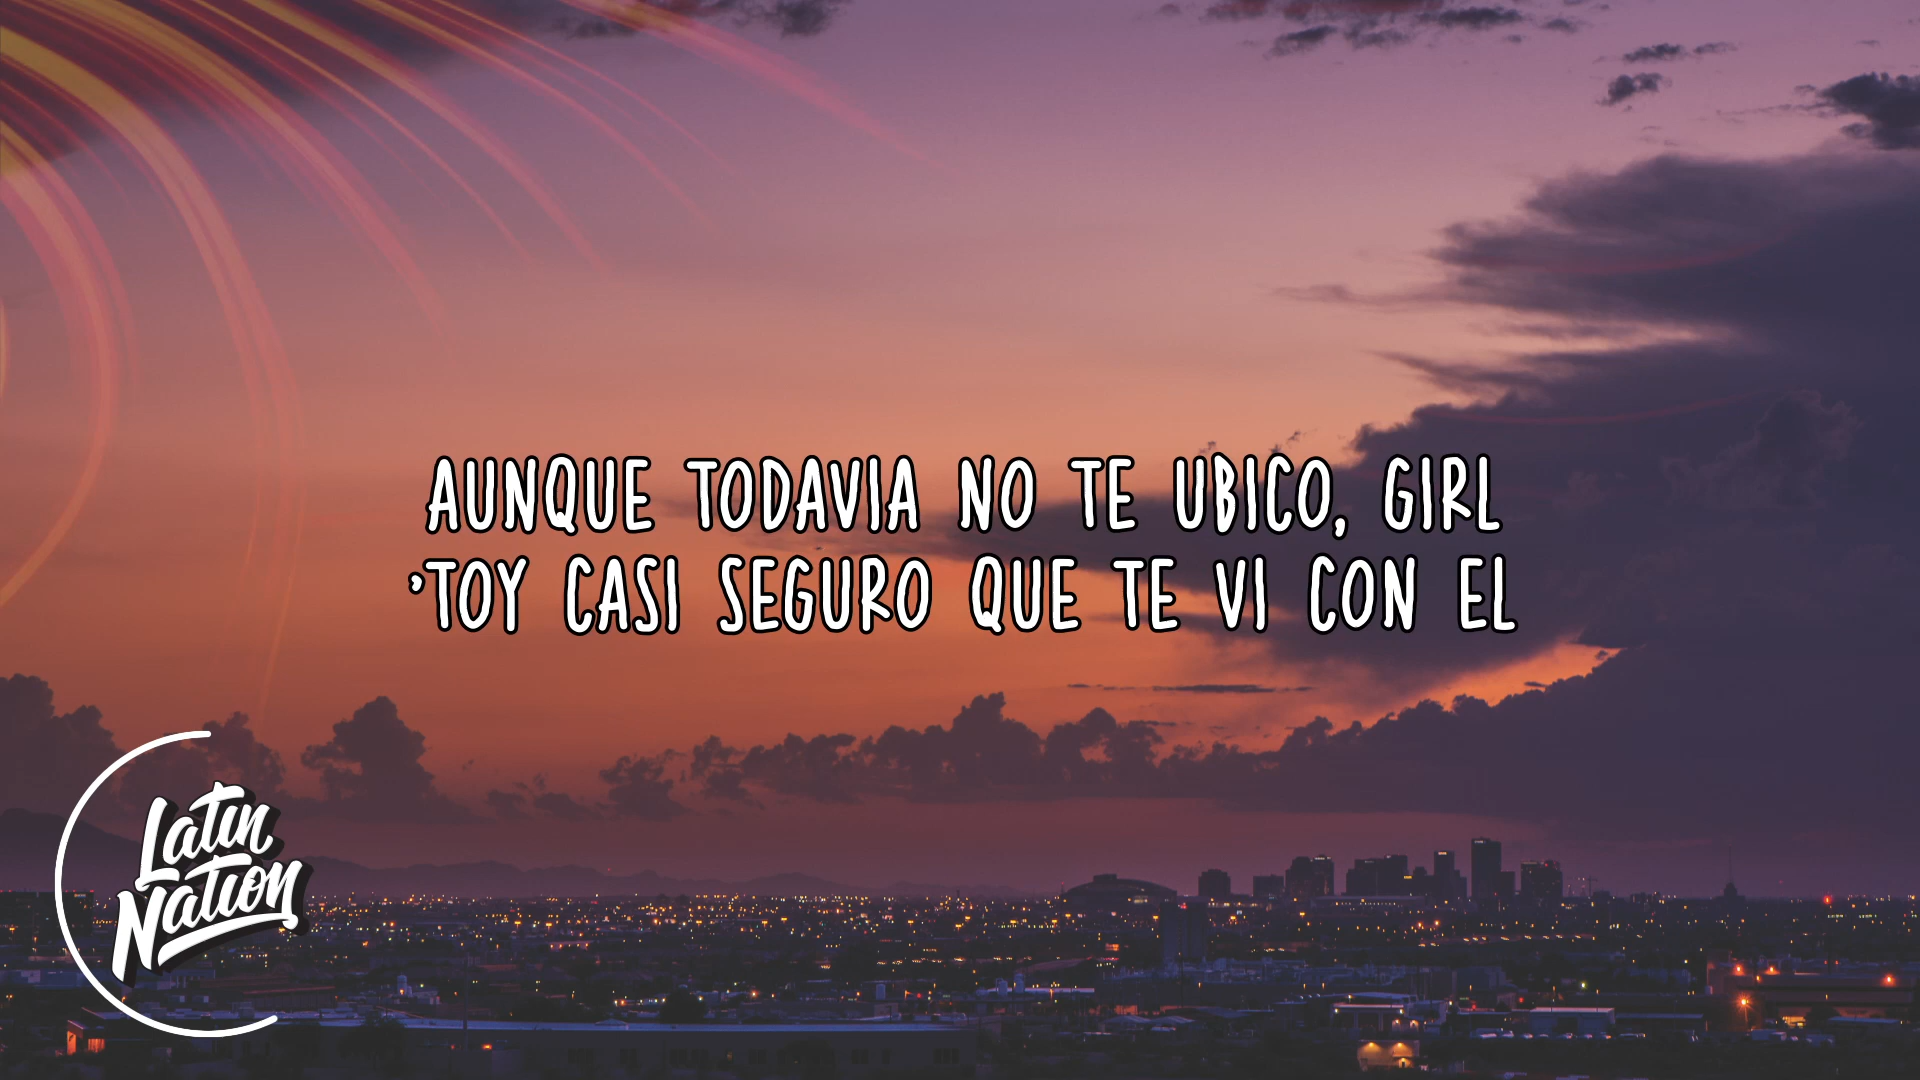 AUNQUE TODAVIA NO TE UBICO, GIRL
'TOY CASI SEGURO QUE TE VI CON EL
Latin
Nation